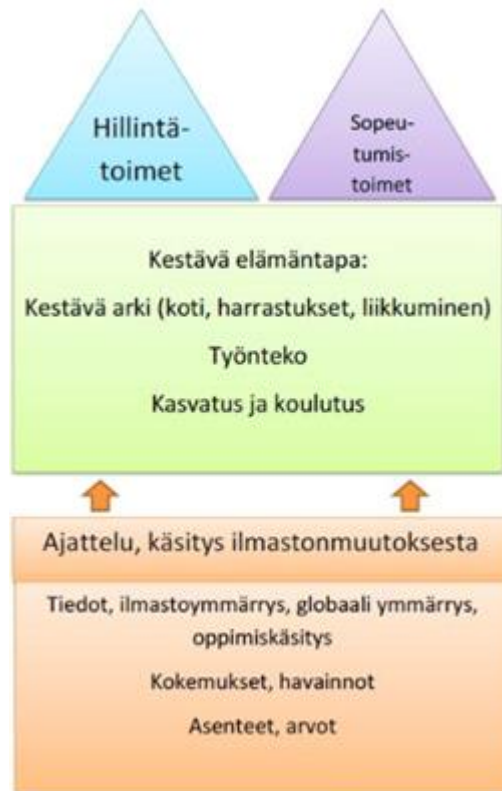 Hillintä-
toimet
Sopeu-
tumis-
toimet
Kestävä elämäntapa:
Kestävä arki (koti, harrastukset, liikkuminen)
Työnteko
Kasvatus ja koulutus
Ajattelu, käsitys ilmastonmuutoksesta
Tiedot, ilmastoymmärrys, globaali ymmärrys,
oppimiskäsitys
Kokemukset, havainnot
Asenteet, arvot